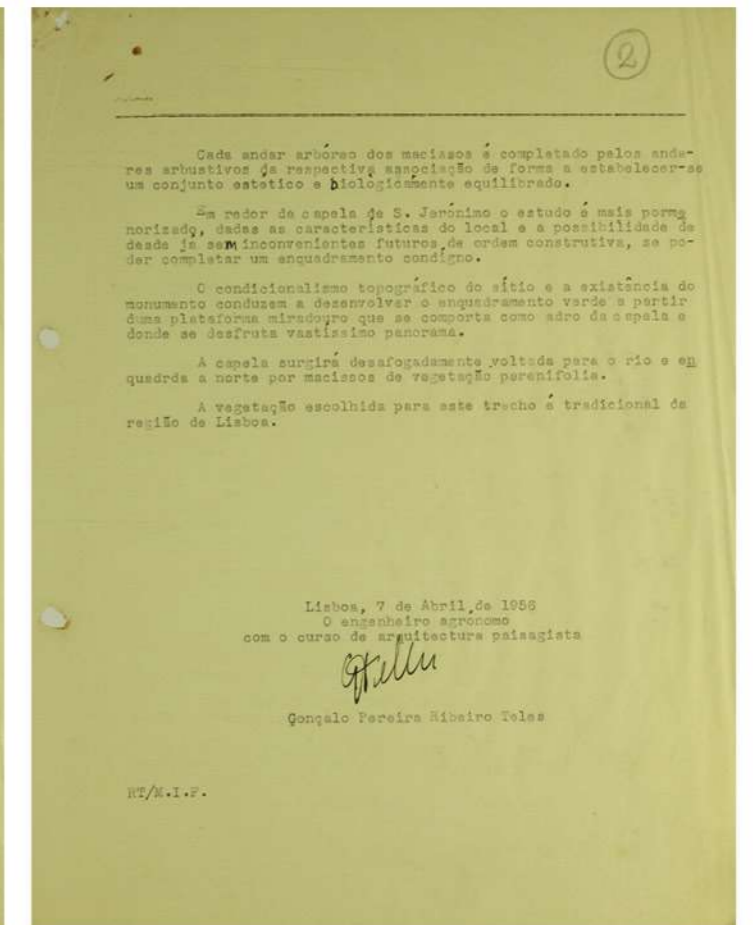 2
Cada andar arbóreo dos macissos é completado pelos anda-
res arbustivos da respectiva associação de forma a estabelecer-se
um conjunto estético e biológicamente equilibrado.
Em redor da capela de S. Jerónimo o estudo é mais porme
norizado, dadas as características do local e a possibilidade de
desde já sem inconvenientes futuros, de ordem construtiva, se po-
der completar um enquadramento condigno.
O condicionalismo topográfico do sítio e a existência do
monumento conduzem a desenvolver o enquadramento verde a partir
duma plataforma miradouro que se comporta como adro da capela e
donde se desfruta vastíssimo panorama.
A capela surgirá desafogadamente voltada para o rio e en
quadrda a norte por macissos de vegetação perenifolia.
A vegetação escolhida para este trecho é tradicional da
região de Lisboa.
Lisboa, 7 de Abril de 1956
O engenheiro agronomo
com o curso de arquitectura paisagista
Gonçalo Pereira Ribeiro Teles
RT/M.I.F.